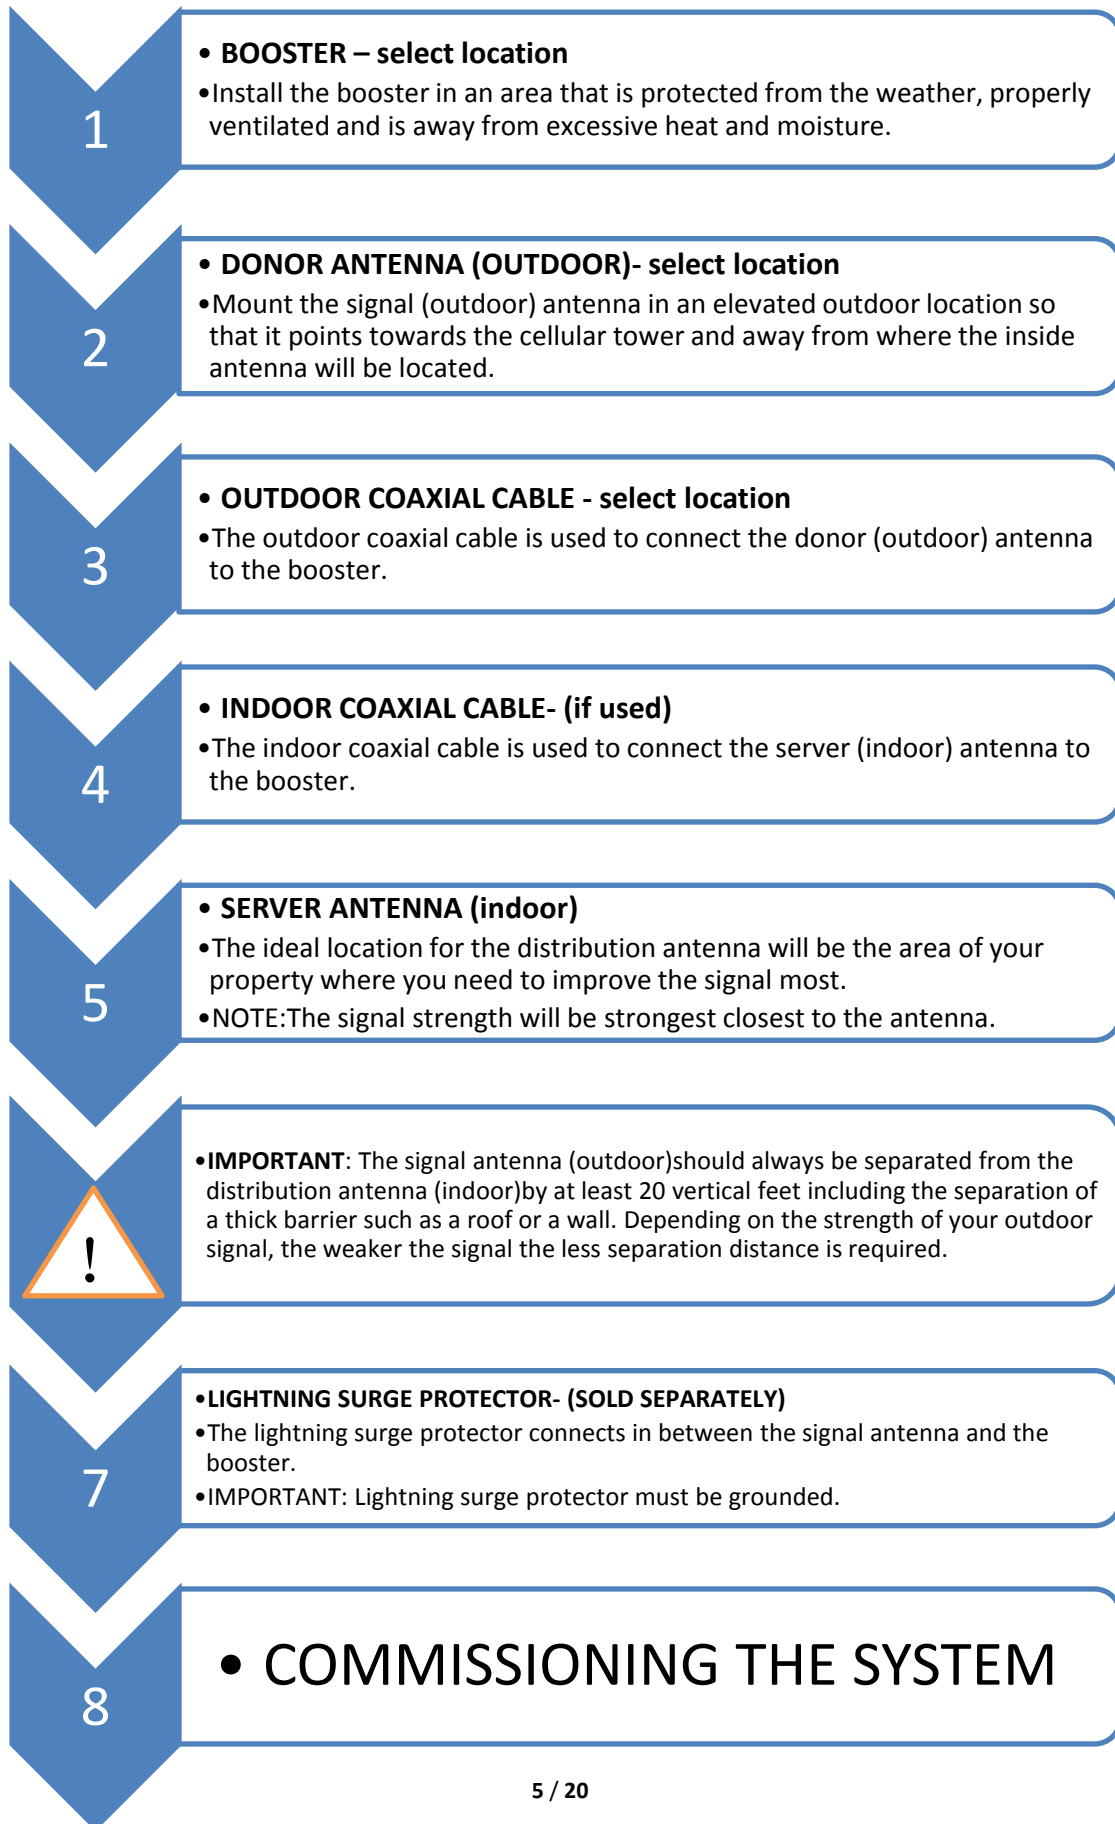 1
• BOOSTER – select location
•Install the booster in an area that is protected from the weather, properly
ventilated and is away from excessive heat and moisture.
2
• DONOR ANTENNA (OUTDOOR)- select location
•Mount the signal (outdoor) antenna in an elevated outdoor location so
that it points towards the cellular tower and away from where the inside
antenna will be located.
3
• OUTDOOR COAXIAL CABLE - select location
•The outdoor coaxial cable is used to connect the donor (outdoor) antenna
to the booster.
4
• INDOOR COAXIAL CABLE- (if used)
•The indoor coaxial cable is used to connect the server (indoor) antenna to
the booster.
5
• SERVER ANTENNA (indoor)
•The ideal location for the distribution antenna will be the area of your
property where you need to improve the signal most.
•NOTE:The signal strength will be strongest closest to the antenna.
!
•IMPORTANT: The signal antenna (outdoor)should always be separated from the
distribution antenna (indoor)by at least 20 vertical feet including the separation of
a thick barrier such as a roof or a wall. Depending on the strength of your outdoor
signal, the weaker the signal the less separation distance is required.
7
•LIGHTNING SURGE PROTECTOR- (SOLD SEPARATELY)
•The lightning surge protector connects in between the signal antenna and the
booster.
•IMPORTANT: Lightning surge protector must be grounded.
8
• COMMISSIONING THE SYSTEM
5 / 20